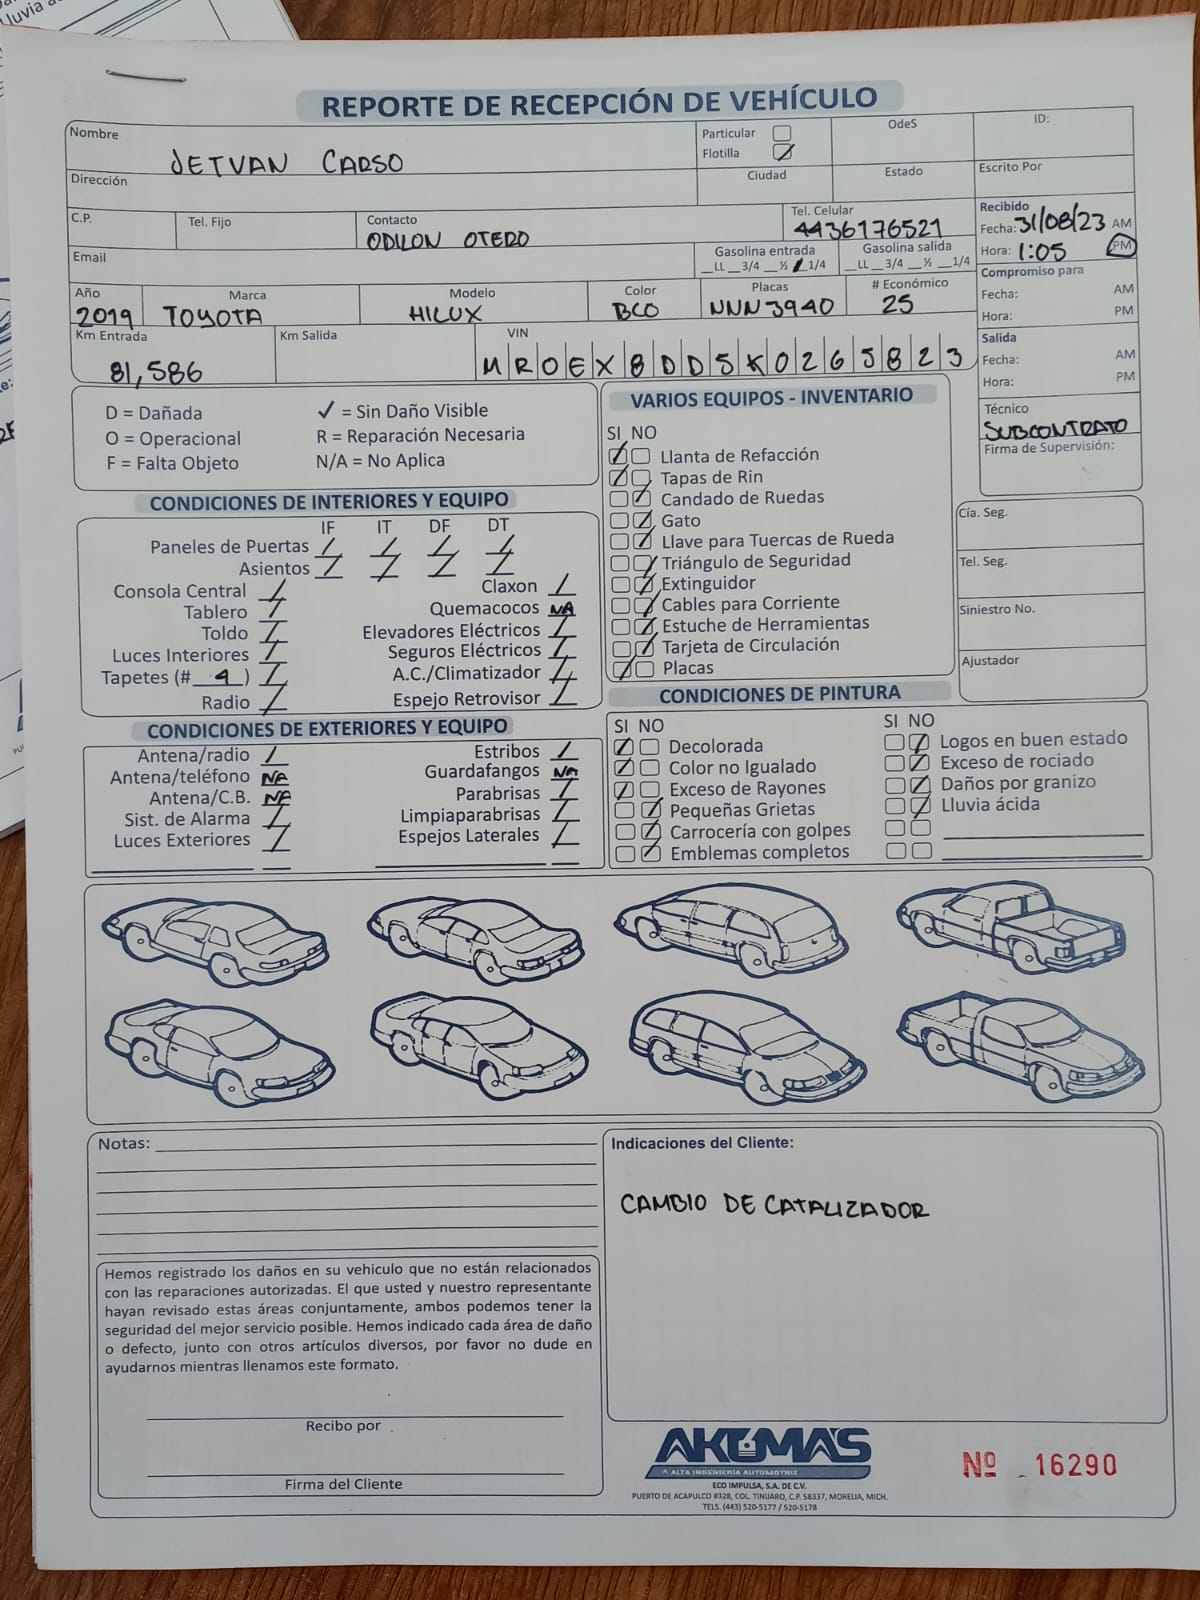 lluvia
REPORTE DE RECEPCIÓN DE VEHÍCULO
Nombre
JETVAN CARSO
Particular
Flotilla
OdeS
ID:
Dirección
Ciudad
Estado
Escrito Por
C.P.
Tel. Fijo
Contacto
ODILON OTERO
Tel. Celular
4436176521
Recibido
Fecha: 31/08/23 AM
Hora: 1:05 PM
Email
Gasolina entrada
__LL __3/4 __½ __1/4
Gasolina salida
__LL __3/4 __½ __1/4
Compromiso para
Fecha: AM
Hora: PM
Año
2019
Marca
TOYOTA
Modelo
HILUX
Color
BCO
Placas
NNN3940
# Económico
25
Km Entrada
81,586
Km Salida
VIN
MROEX8DD5K0265823
Salida
Fecha: AM
Hora: PM
Técnico
SUBCONTRATO
Firma de Supervisión:
D = Dañada
O = Operacional
F = Falta Objeto
✓ = Sin Daño Visible
R = Reparación Necesaria
N/A = No Aplica
CONDICIONES DE INTERIORES Y EQUIPO
IF IT DF DT
Paneles de Puertas
Asientos
Consola Central
Tablero
Toldo
Luces Interiores
Tapetes (# 4 )
Radio
Claxon
Quemacocos NA
Elevadores Eléctricos
Seguros Eléctricos
A.C./Climatizador
Espejo Retrovisor
VARIOS EQUIPOS - INVENTARIO
SI NO
Llanta de Refacción
Tapas de Rin
Candado de Ruedas
Gato
Llave para Tuercas de Rueda
Triángulo de Seguridad
Extinguidor
Cables para Corriente
Estuche de Herramientas
Tarjeta de Circulación
Placas
Cía. Seg.
Tel. Seg.
Siniestro No.
Ajustador
CONDICIONES DE EXTERIORES Y EQUIPO
Antena/radio
Antena/teléfono NA
Antena/C.B. NA
Sist. de Alarma
Luces Exteriores
Estribos
Guardafangos NA
Parabrisas
Limpiaparabrisas
Espejos Laterales
CONDICIONES DE PINTURA
SI NO
Decolorada
Color no Igualado
Exceso de Rayones
Pequeñas Grietas
Carrocería con golpes
Emblemas completos
SI NO
Logos en buen estado
Exceso de rociado
Daños por granizo
Lluvia ácida
Notas:
Indicaciones del Cliente:
CAMBIO DE CATALIZADOR
Hemos registrado los daños en su vehiculo que no están relacionados
con las reparaciones autorizadas. El que usted y nuestro representante
hayan revisado estas áreas conjuntamente, ambos podemos tener la
seguridad del mejor servicio posible. Hemos indicado cada área de daño
o defecto, junto con otros artículos diversos, por favor no dude en
ayudarnos mientras llenamos este formato.
Recibo por
Firma del Cliente
AKUMA'S
ALTA INGENIERÍA AUTOMOTRIZ
ECO IMPULSA, S.A. DE C.V.
PUERTO DE ACAPULCO #328, COL. TINIJARO, C.P. 58337, MORELIA, MICH.
TELS. (443) 520-5177 / 520-5178
Nº 16290